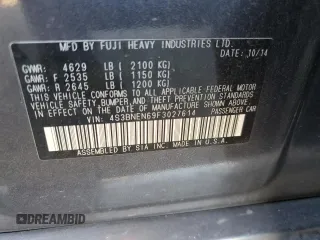 MFD BY FUJI HEAVY INDUSTRIES LTD.
DATE: 10/14
GVWR: 4629 LB ( 2100 KG)
GAWR: F 2535 LB ( 1150 KG)
GAWR: R 2645 LB ( 1200 KG)
THIS VEHICLE CONFORMS TO ALL APPLICABLE FEDERAL MOTOR
VEHICLE SAFETY, BUMPER, AND THEFT PREVENTION STANDARDS
IN EFFECT ON THE DATE OF MANUFACTURE SHOWN ABOVE.
VIN: 4S3BNEN69F3027614
PASSENGER CAR
ASSEMBLED BY SIA INC. MADE IN U.S.A.
DREAMBID
DREAMBID.COM